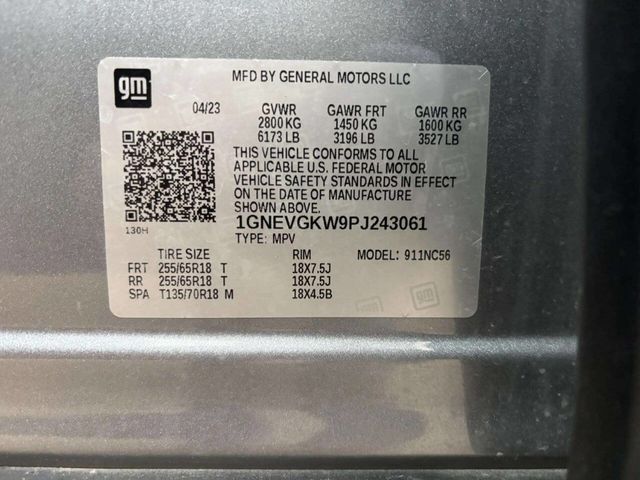 gm
MFD BY GENERAL MOTORS LLC
04/23 GVWR GAWR FRT GAWR RR
2800 KG 1450 KG 1600 KG
6173 LB 3196 LB 3527 LB
THIS VEHICLE CONFORMS TO ALL
APPLICABLE U.S. FEDERAL MOTOR
VEHICLE SAFETY STANDARDS IN EFFECT
ON THE DATE OF MANUFACTURE
SHOWN ABOVE.
1GNEVGKW9PJ243061
130H
TYPE: MPV
TIRE SIZE RIM MODEL: 911NC56
FRT 255/65R18 T 18X7.5J
RR 255/65R18 T 18X7.5J
SPA T135/70R18 M 18X4.5B
gm